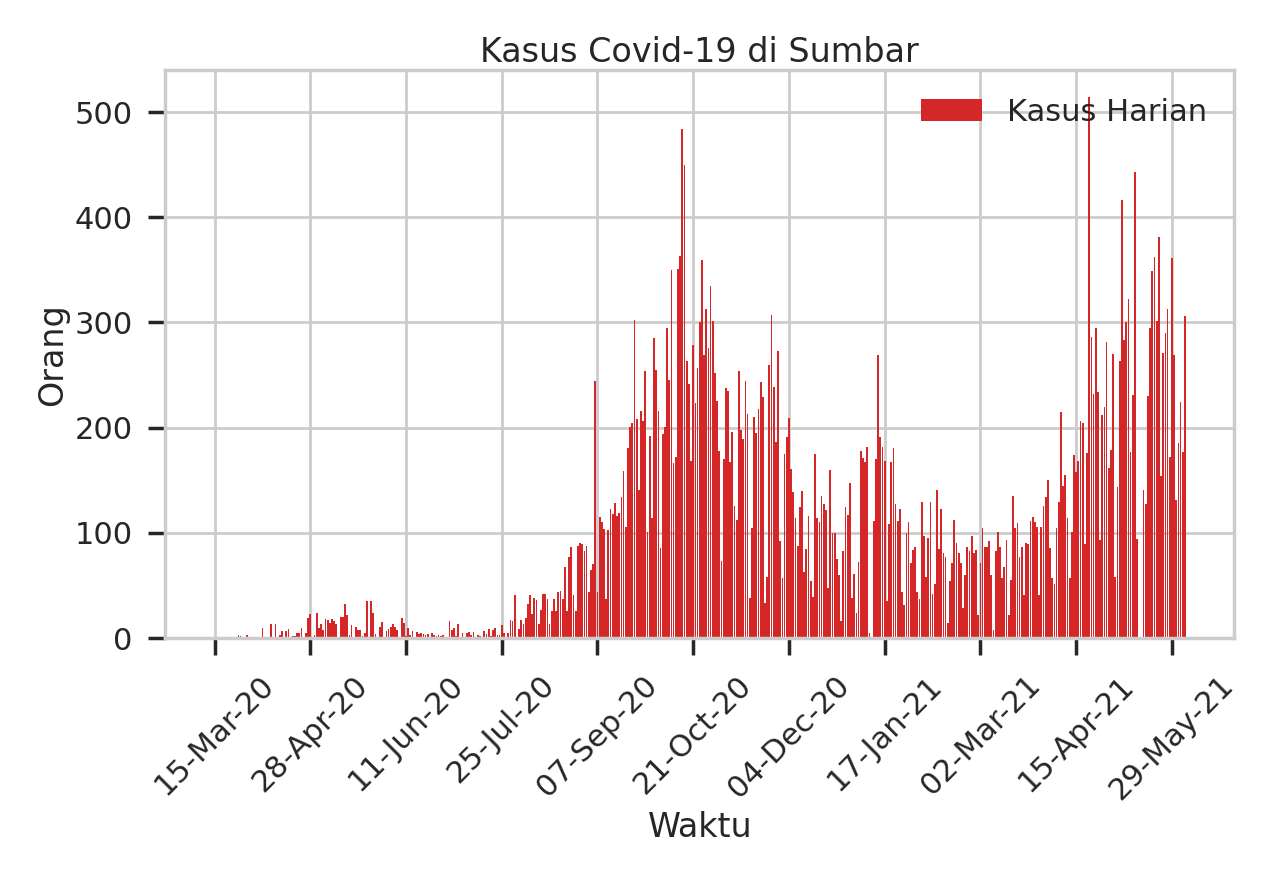 Kasus Covid-19 di Sumbar
Kasus Harian
Orang
500
400
300
200
100
0
15-Mar-20
28-Apr-20
11-Jun-20
25-Jul-20
07-Sep-20
21-Oct-20
04-Dec-20
17-Jan-21
02-Mar-21
15-Apr-21
29-May-21
Waktu